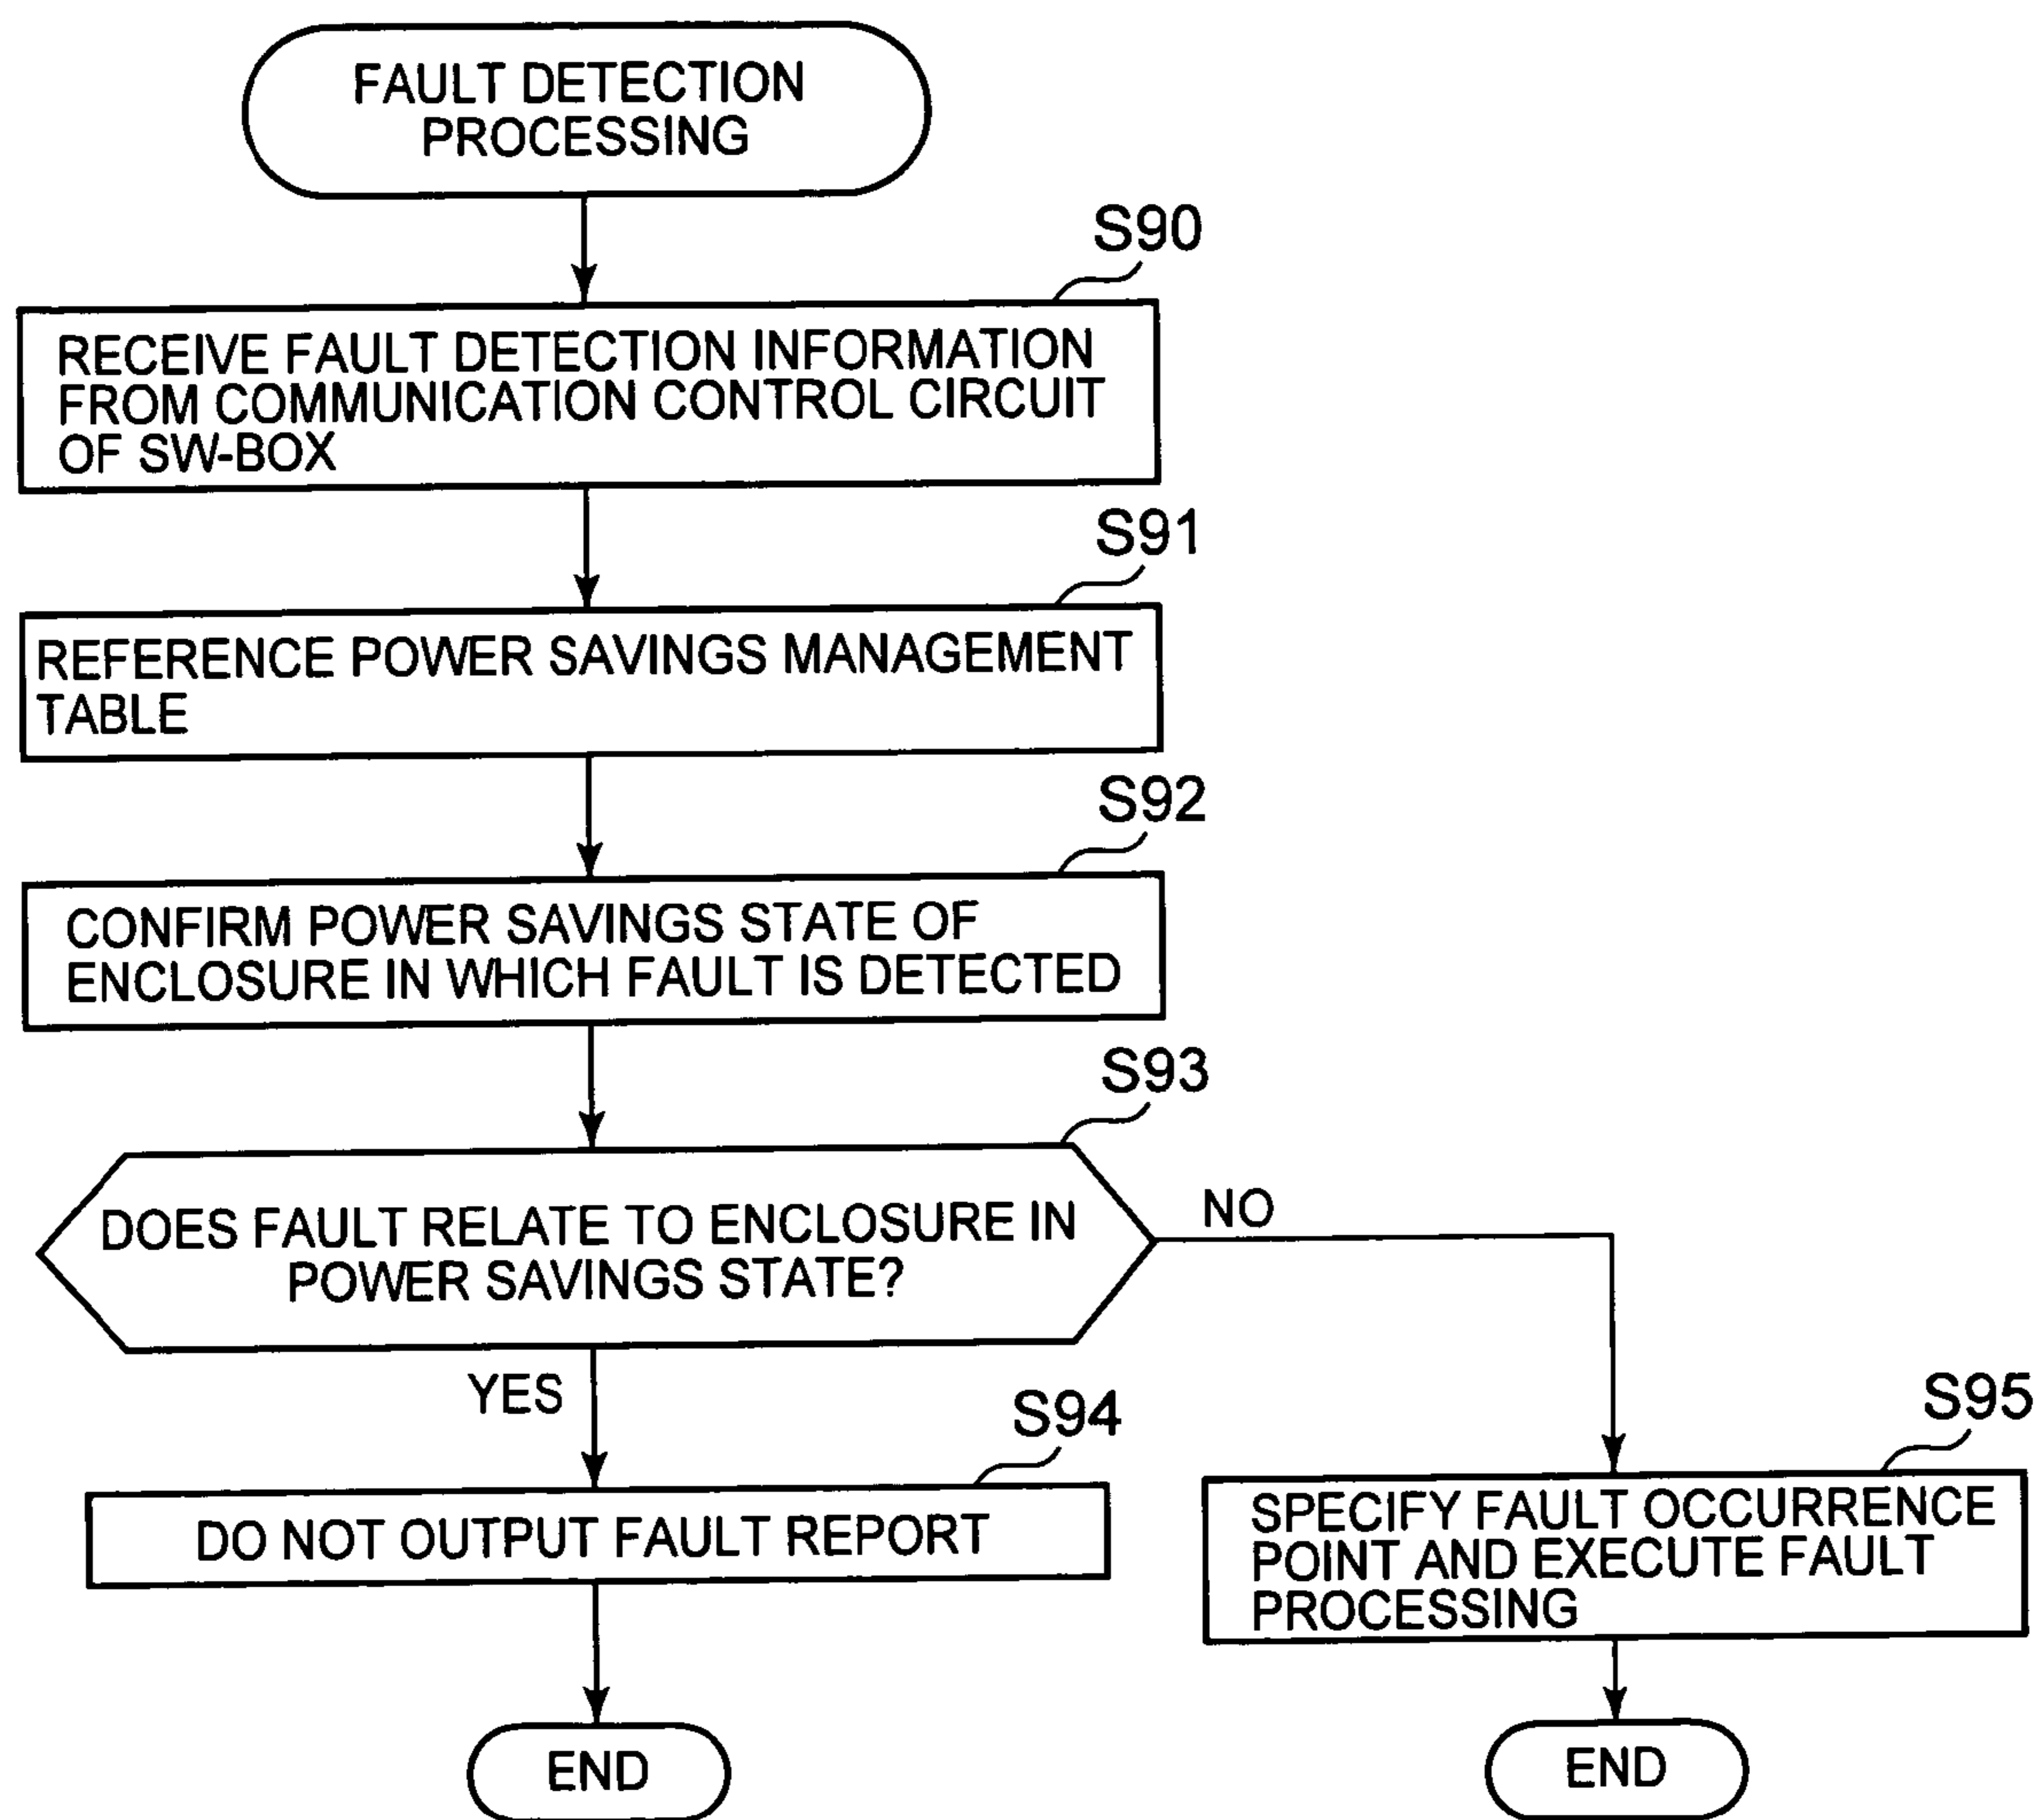 FAULT DETECTION
PROCESSING
S90
RECEIVE FAULT DETECTION INFORMATION
FROM COMMUNICATION CONTROL CIRCUIT
OF SW-BOX
S91
REFERENCE POWER SAVINGS MANAGEMENT
TABLE
S92
CONFIRM POWER SAVINGS STATE OF
ENCLOSURE IN WHICH FAULT IS DETECTED
S93
DOES FAULT RELATE TO ENCLOSURE IN
POWER SAVINGS STATE?
NO
YES
S94
DO NOT OUTPUT FAULT REPORT
S95
SPECIFY FAULT OCCURRENCE
POINT AND EXECUTE FAULT
PROCESSING
END
END